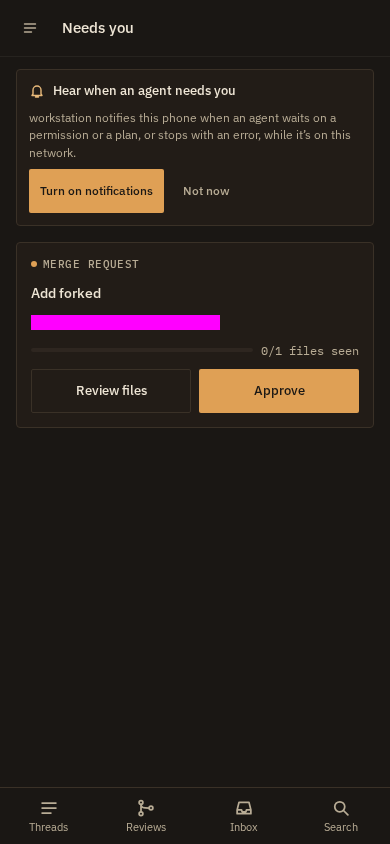 Needs you
Hear when an agent needs you
workstation notifies this phone when an agent waits on a
permission or a plan, or stops with an error, while it’s on this
network.
Turn on notifications
Not now
MERGE REQUEST
Add forked
0/1 files seen
Review files
Approve
Threads
Reviews
Inbox
Search